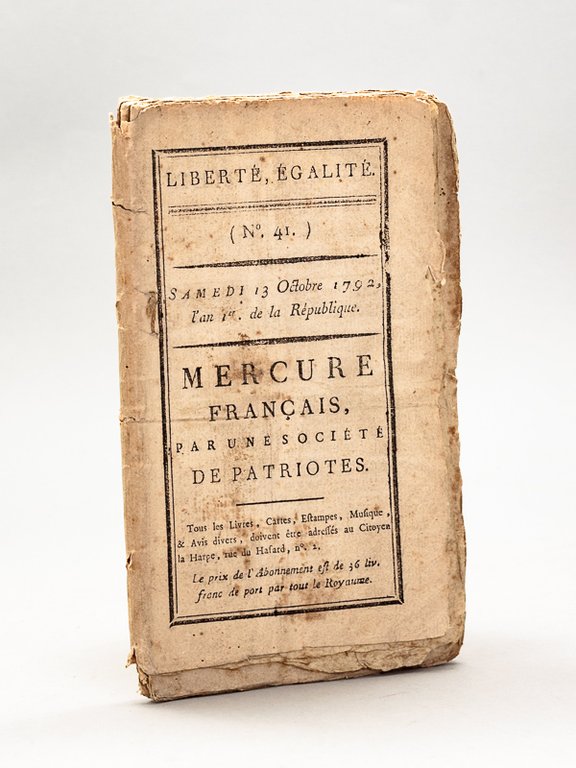 LIBERTÉ, ÉGALITÉ.
( N°. 41. )
SAMEDI 13 Octobre 1792,
l'an 1er. de la République.
MERCURE
FRANÇAIS,
PAR UNE SOCIÉTÉ
DE PATRIOTES.
Tous les Livres, Cartes, Eſtampes, Muſique,
& Avis divers, doivent être adreſſés au Citoyen
la Harpe, rue du Haſard, n°. 2.
Le prix de l'Abonnement eſt de 36 liv.
franc de port par tout le Royaume.